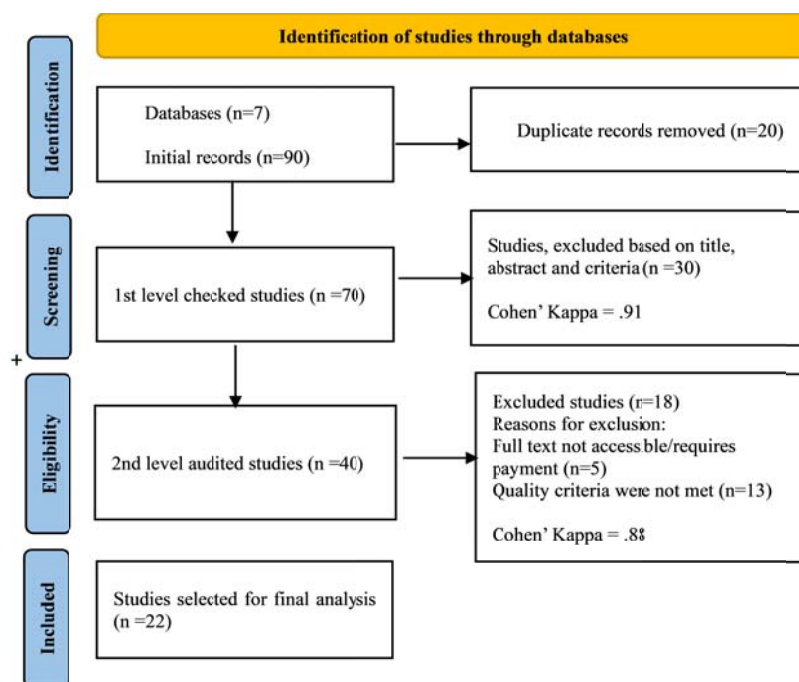 Identification of studies through databases
Identification
Databases (n=7)
Initial records (n=90)
Duplicate records removed (n=20)
Screening
1st level checked studies (n =70)
Studies, excluded based on title,
abstract and criteria (n =30)
Cohen' Kappa = .91
+
Eligibility
2nd level audited studies (n =40)
Excluded studies (n=18)
Reasons for exclusion:
Full text not accessible/requires
payment (n=5)
Quality criteria were not met (n=13)
Cohen' Kappa = .88
Included
Studies selected for final analysis
(n =22)